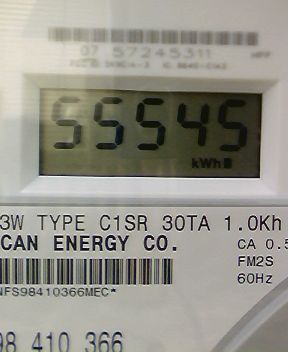 07 57245311
55545
kWh
3W TYPE C1SR 30TA 1.0Kh
CAN ENERGY CO.
CA 0.5
FM2S
NFS98410366MEC*
60Hz
98 410 366